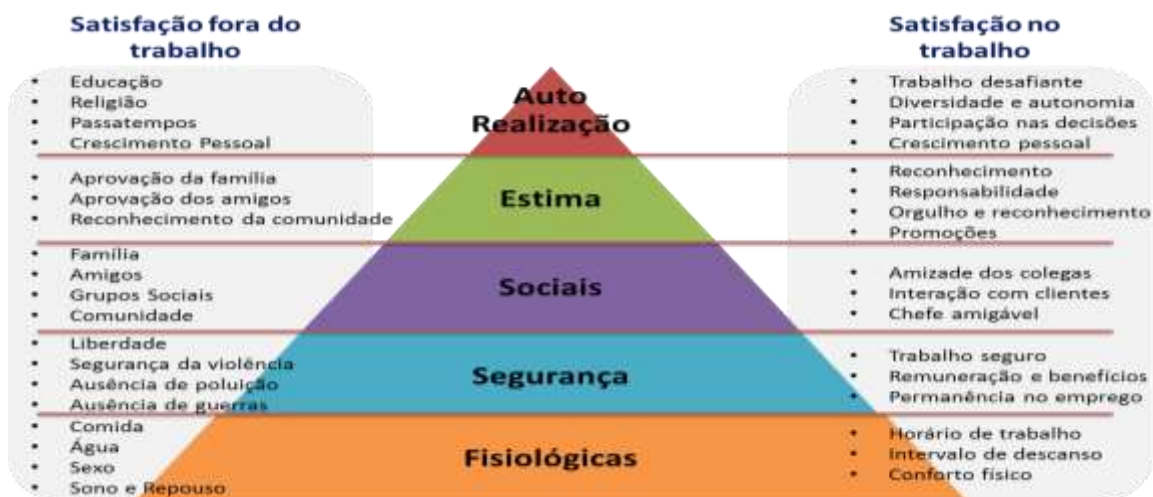 Satisfação fora do
trabalho
• Educação
• Religião
• Passatempos
• Crescimento Pessoal
• Aprovação da família
• Aprovação dos amigos
• Reconhecimento da comunidade
• Família
• Amigos
• Grupos Sociais
• Comunidade
• Liberdade
• Segurança da violência
• Ausência de poluição
• Ausência de guerras
• Comida
• Água
• Sexo
• Sono e Repouso
Auto
Realização
Estima
Sociais
Segurança
Fisiológicas
Satisfação no
trabalho
• Trabalho desafiante
• Diversidade e autonomia
• Participação nas decisões
• Crescimento pessoal
• Reconhecimento
• Responsabilidade
• Orgulho e reconhecimento
• Promoções
• Amizade dos colegas
• Interação com clientes
• Chefe amigável
• Trabalho seguro
• Remuneração e benefícios
• Permanência no emprego
• Horário de trabalho
• Intervalo de descanso
• Conforto físico